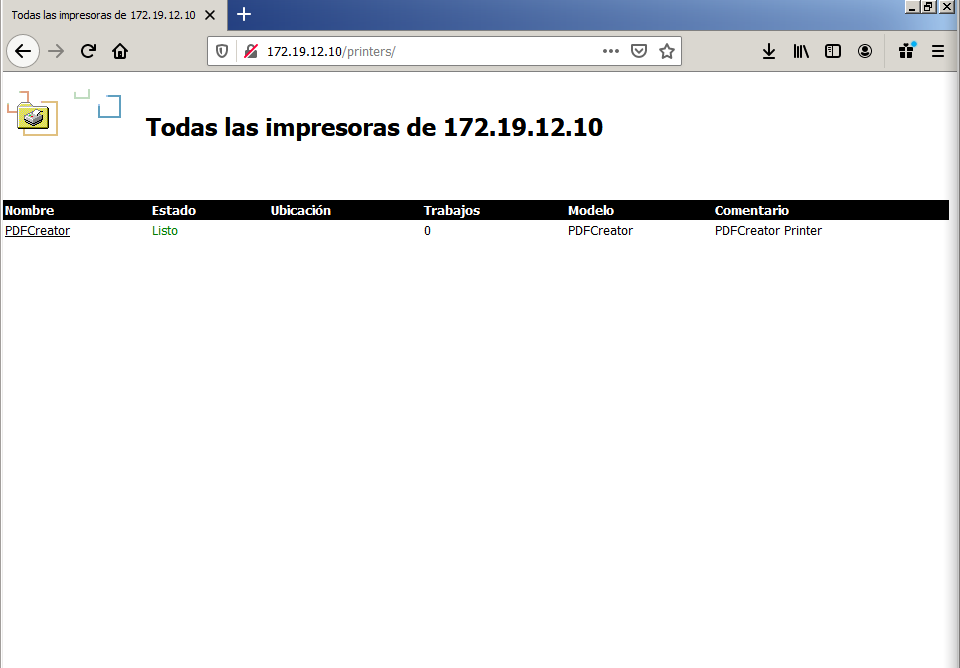 Todas las impresoras de 172.19.12.10
172.19.12.10/printers/
Todas las impresoras de 172.19.12.10
Nombre Estado Ubicación Trabajos Modelo Comentario
PDFCreator Listo 0 PDFCreator PDFCreator Printer